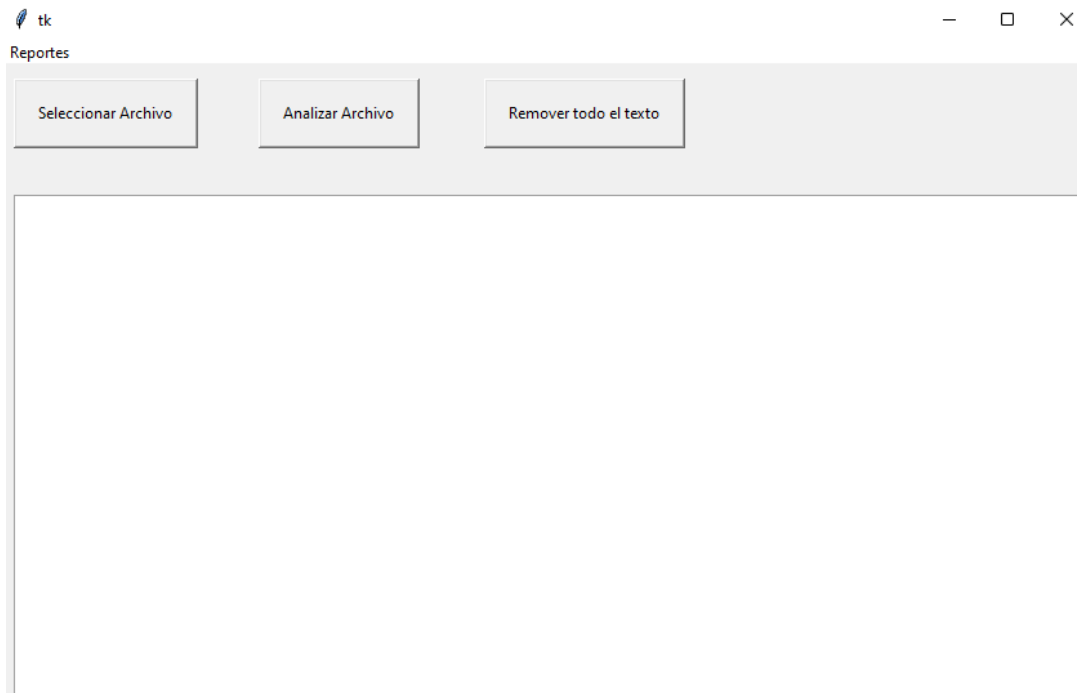 tk
Reportes
Seleccionar Archivo
Analizar Archivo
Remover todo el texto